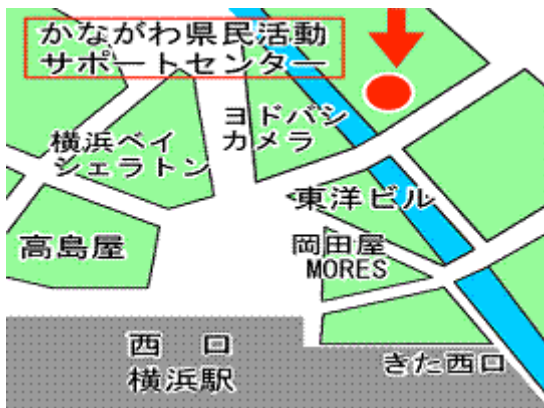 かながわ県民活動
サポートセンター
ヨドバシ
カメラ
横浜ベイ
シェラトン
東洋ビル
高島屋
岡田屋
MORES
西口
横浜駅
きた西口